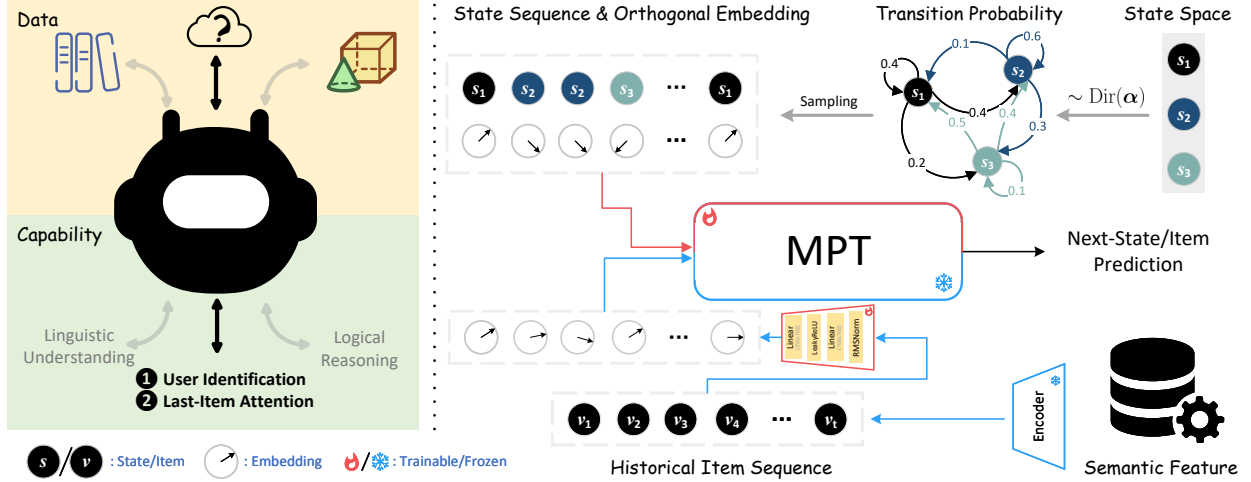 Data
?
Capability
Linguistic
Understanding
Logical
Reasoning
1 User Identification
2 Last-Item Attention
State Sequence & Orthogonal Embedding
Transition Probability
State Space
s1 s2 s2 s3 ... s1
...
Sampling
0.4
0.1
0.6
s1
s2
0.4
0.5
0.4
0.3
0.2
s3
0.1
~ Dir(α)
s1
s2
s3
MPT
Next-State/Item
Prediction
...
Linear
LeakyReLU
Linear
RMSNorm
v1 v2 v3 v4 ... vt
Historical Item Sequence
Encoder
Semantic Feature
s / v : State/Item
: Embedding
/ : Trainable/Frozen